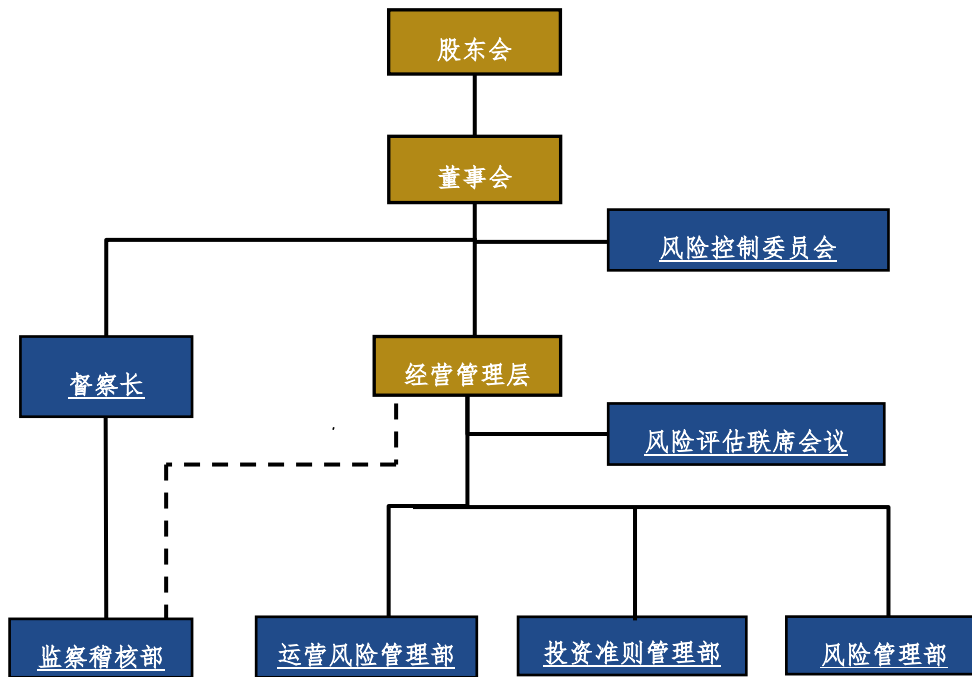 股东会
董事会
风险控制委员会
督察长
经营管理层
风险评估联席会议
监察稽核部
运营风险管理部
投资准则管理部
风险管理部